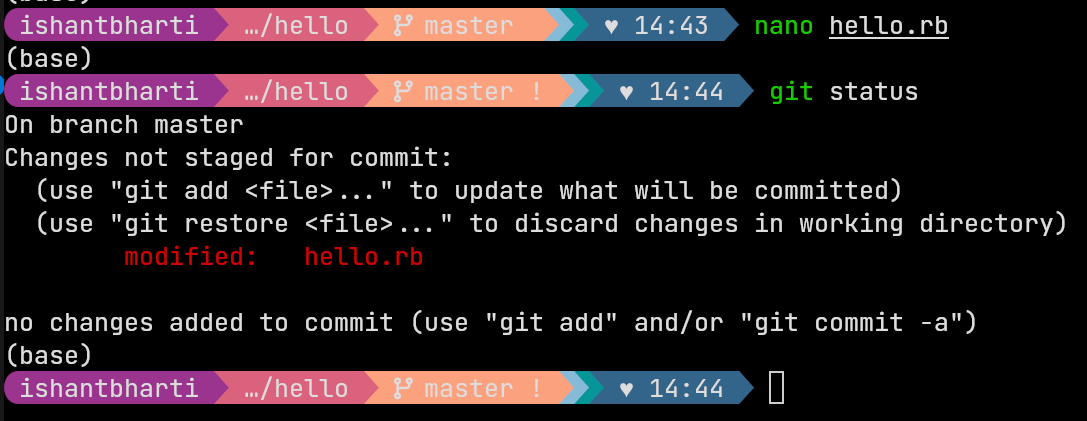 (base)
ishantbharti …/hello master ♥ 14:43 nano hello.rb
(base)
ishantbharti …/hello master ! ♥ 14:44 git status
On branch master
Changes not staged for commit:
  (use "git add <file>..." to update what will be committed)
  (use "git restore <file>..." to discard changes in working directory)
        modified:   hello.rb

no changes added to commit (use "git add" and/or "git commit -a")
(base)
ishantbharti …/hello master ! ♥ 14:44